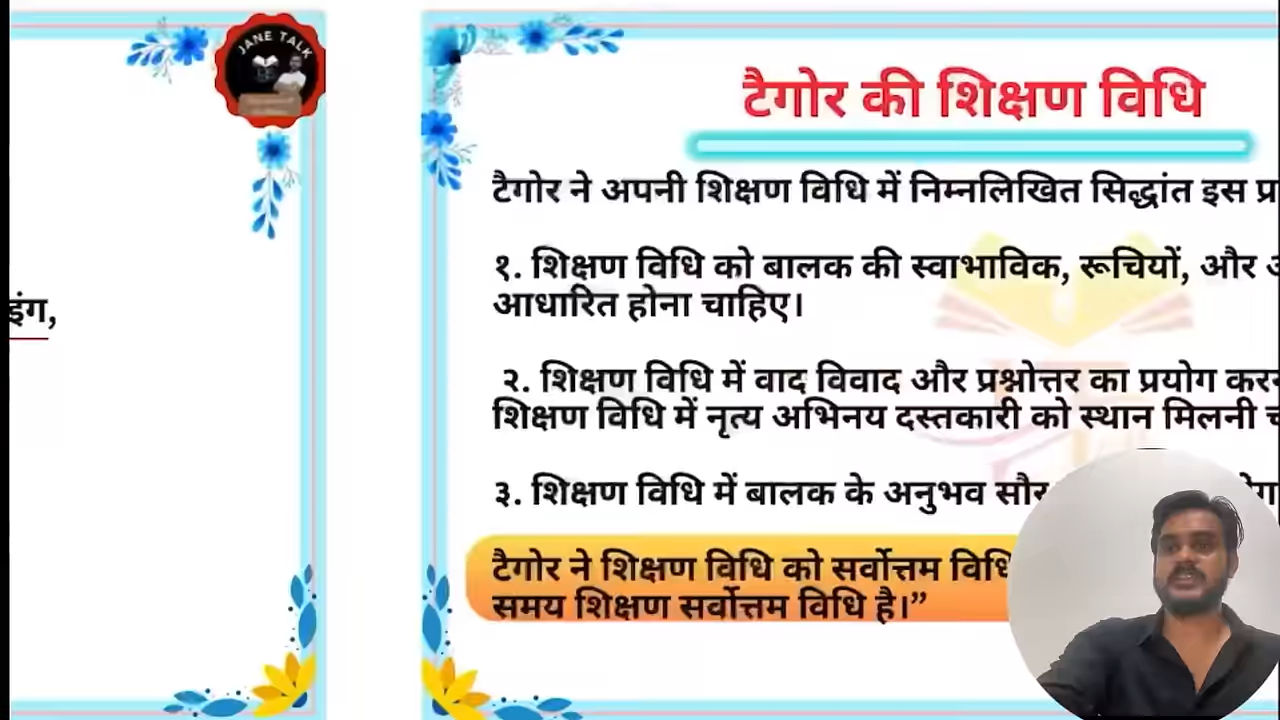 JANE TALK
इंग,
टैगोर की शिक्षण विधि
टैगोर ने अपनी शिक्षण विधि में निम्नलिखित सिद्धांत इस
१. शिक्षण विधि को बालक की स्वाभाविक, रूचियों, और
आधारित होना चाहिए।
२. शिक्षण विधि में वाद विवाद और प्रश्नोत्तर का प्रयोग
शिक्षण विधि में नृत्य अभिनय दस्तकारी को स्थान मिलनी
३. शिक्षण विधि में बालक के अनुभव
टैगोर ने शिक्षण विधि को सर्वोत्तम
समय शिक्षण सर्वोत्तम विधि है।”